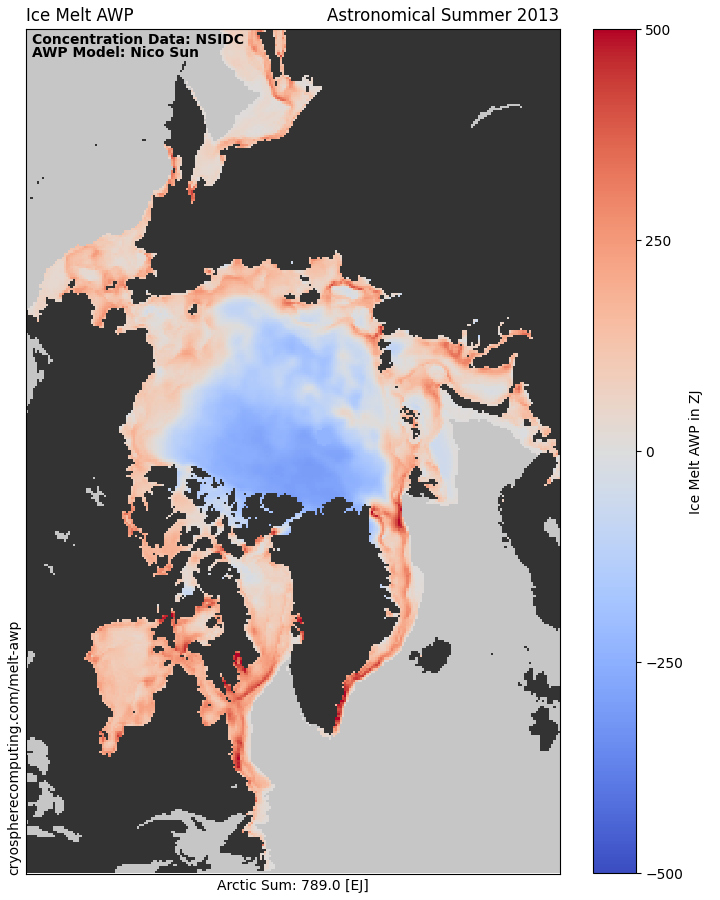 Ice Melt AWP
Astronomical Summer 2013
Concentration Data: NSIDC
AWP Model: Nico Sun
500
250
0
−250
−500
Ice Melt AWP in ZJ
cryospherecomputing.com/melt-awp
Arctic Sum: 789.0 [EJ]